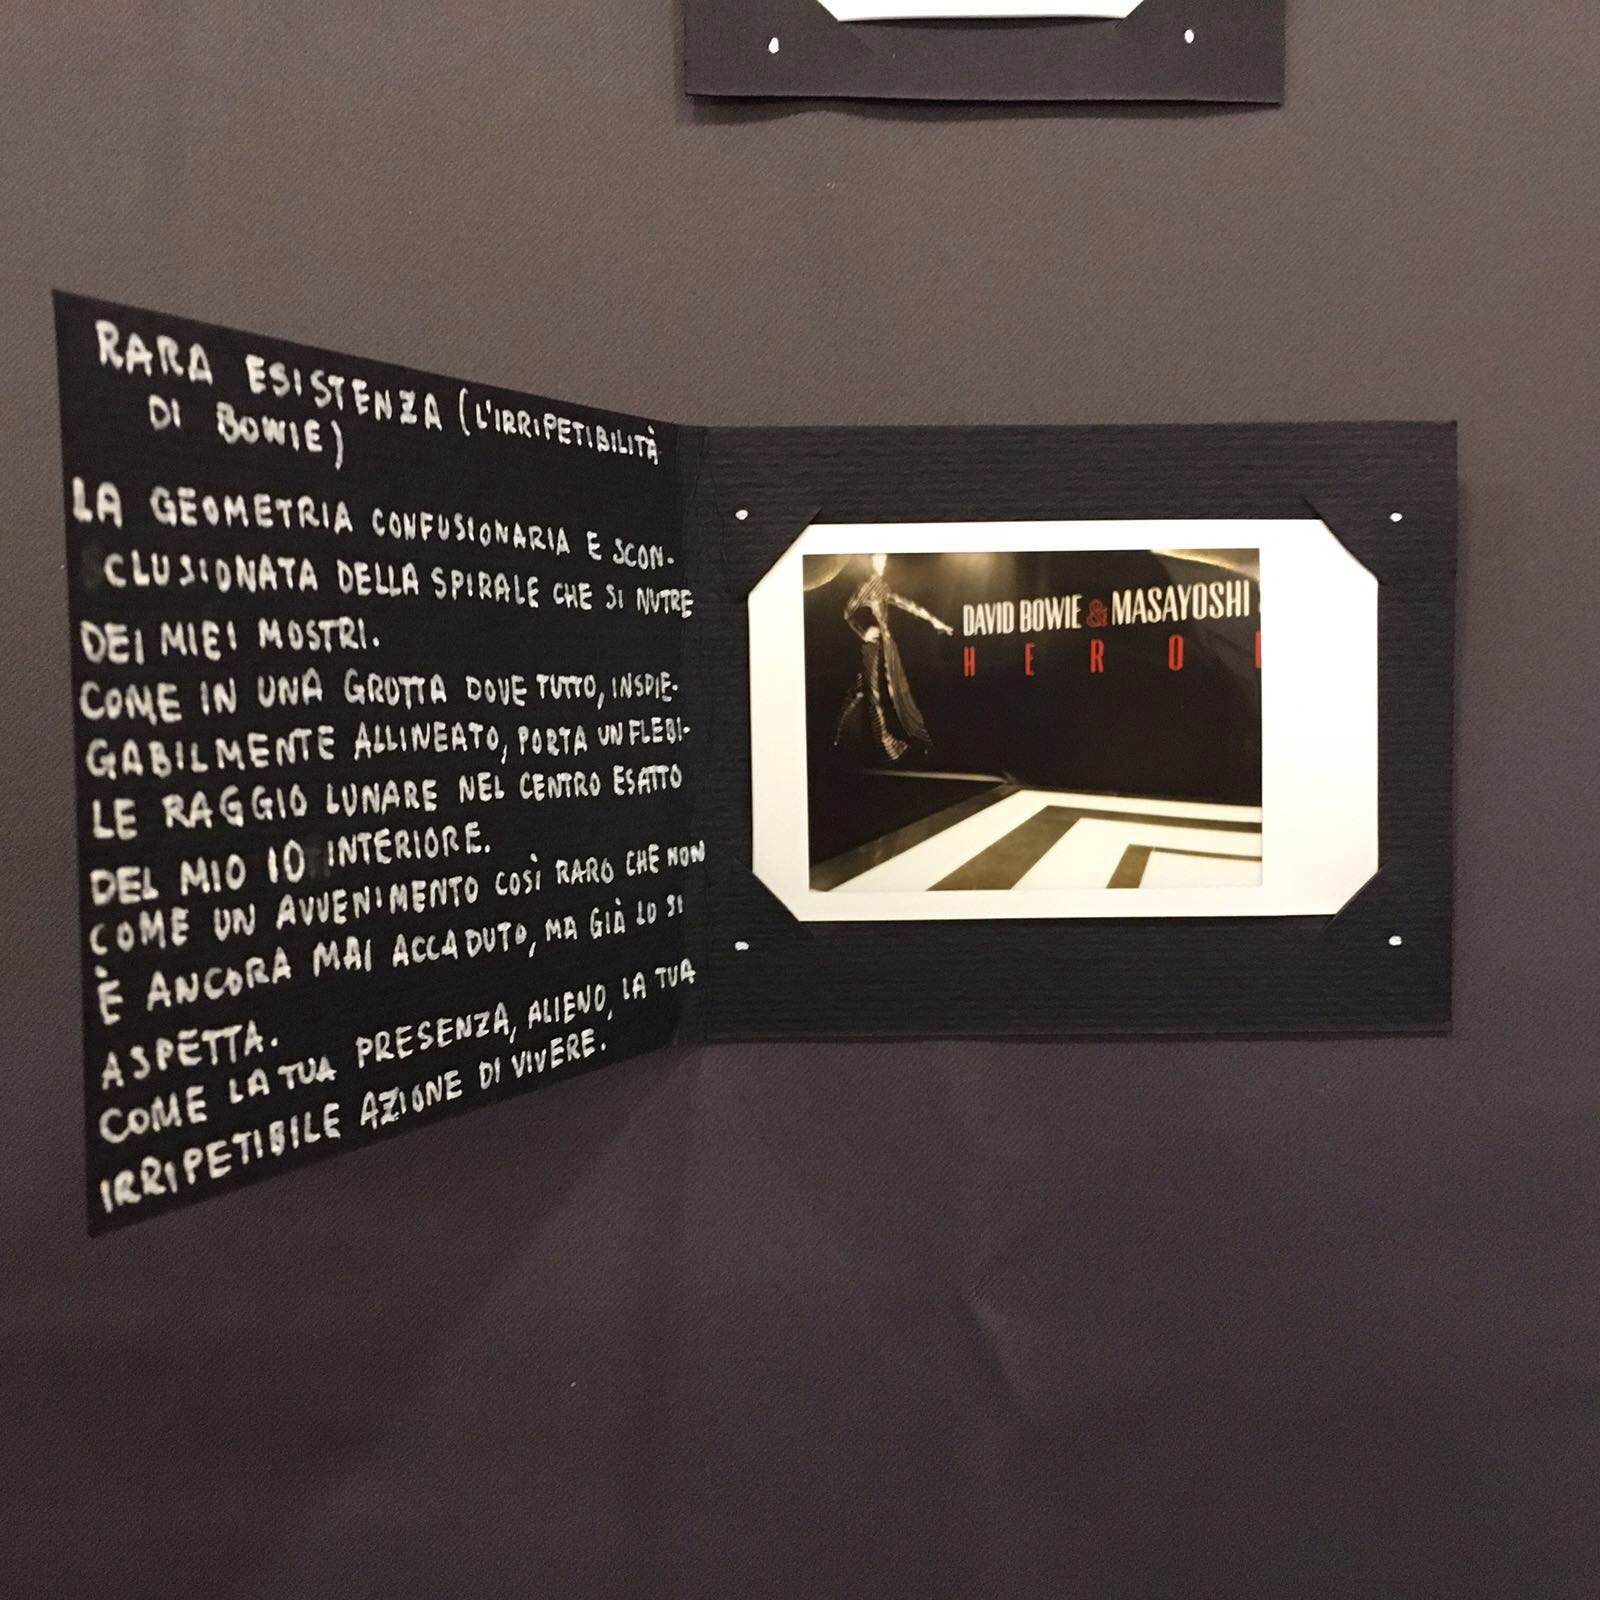 RARA ESISTENZA (L'IRRIPETIBILITÀ
DI BOWIE)
LA GEOMETRIA CONFUSIONARIA E SCON-
CLUSIONATA DELLA SPIRALE CHE SI NUTRE
DEI MIEI MOSTRI.
COME IN UNA GROTTA DOVE TUTTO, INSPIE-
GABILMENTE ALLINEATO, PORTA UN FLEBI-
LE RAGGIO LUNARE NEL CENTRO ESATTO
DEL MIO IO INTERIORE.
COME UN AVVENIMENTO COSÌ RARO CHE NON
È ANCORA MAI ACCADUTO, MA GIÀ LO SI
ASPETTA.
COME LA TUA PRESENZA, ALIENO, LA TUA
IRRIPETIBILE AZIONE DI VIVERE.
DAVID BOWIE & MASAYOSHI
HERO